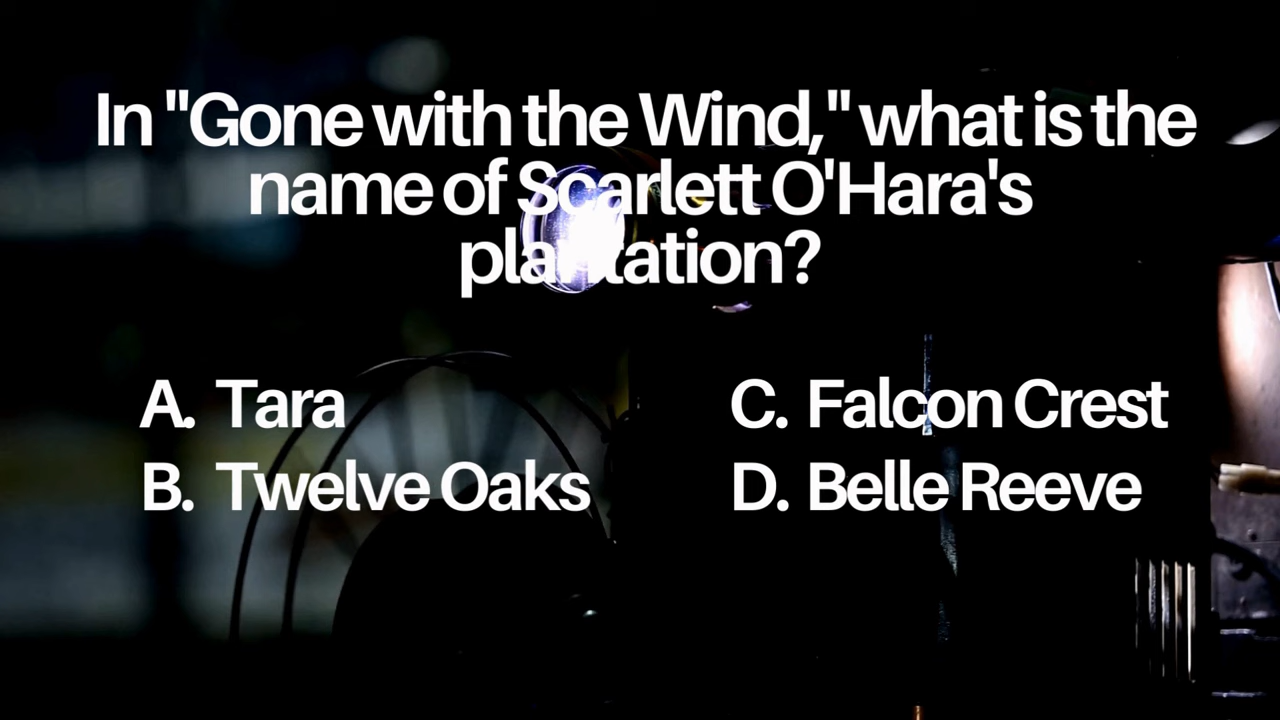 In "Gone with the Wind," what is the
name of Scarlett O'Hara's
plantation?
A. Tara
B. Twelve Oaks
C. Falcon Crest
D. Belle Reeve